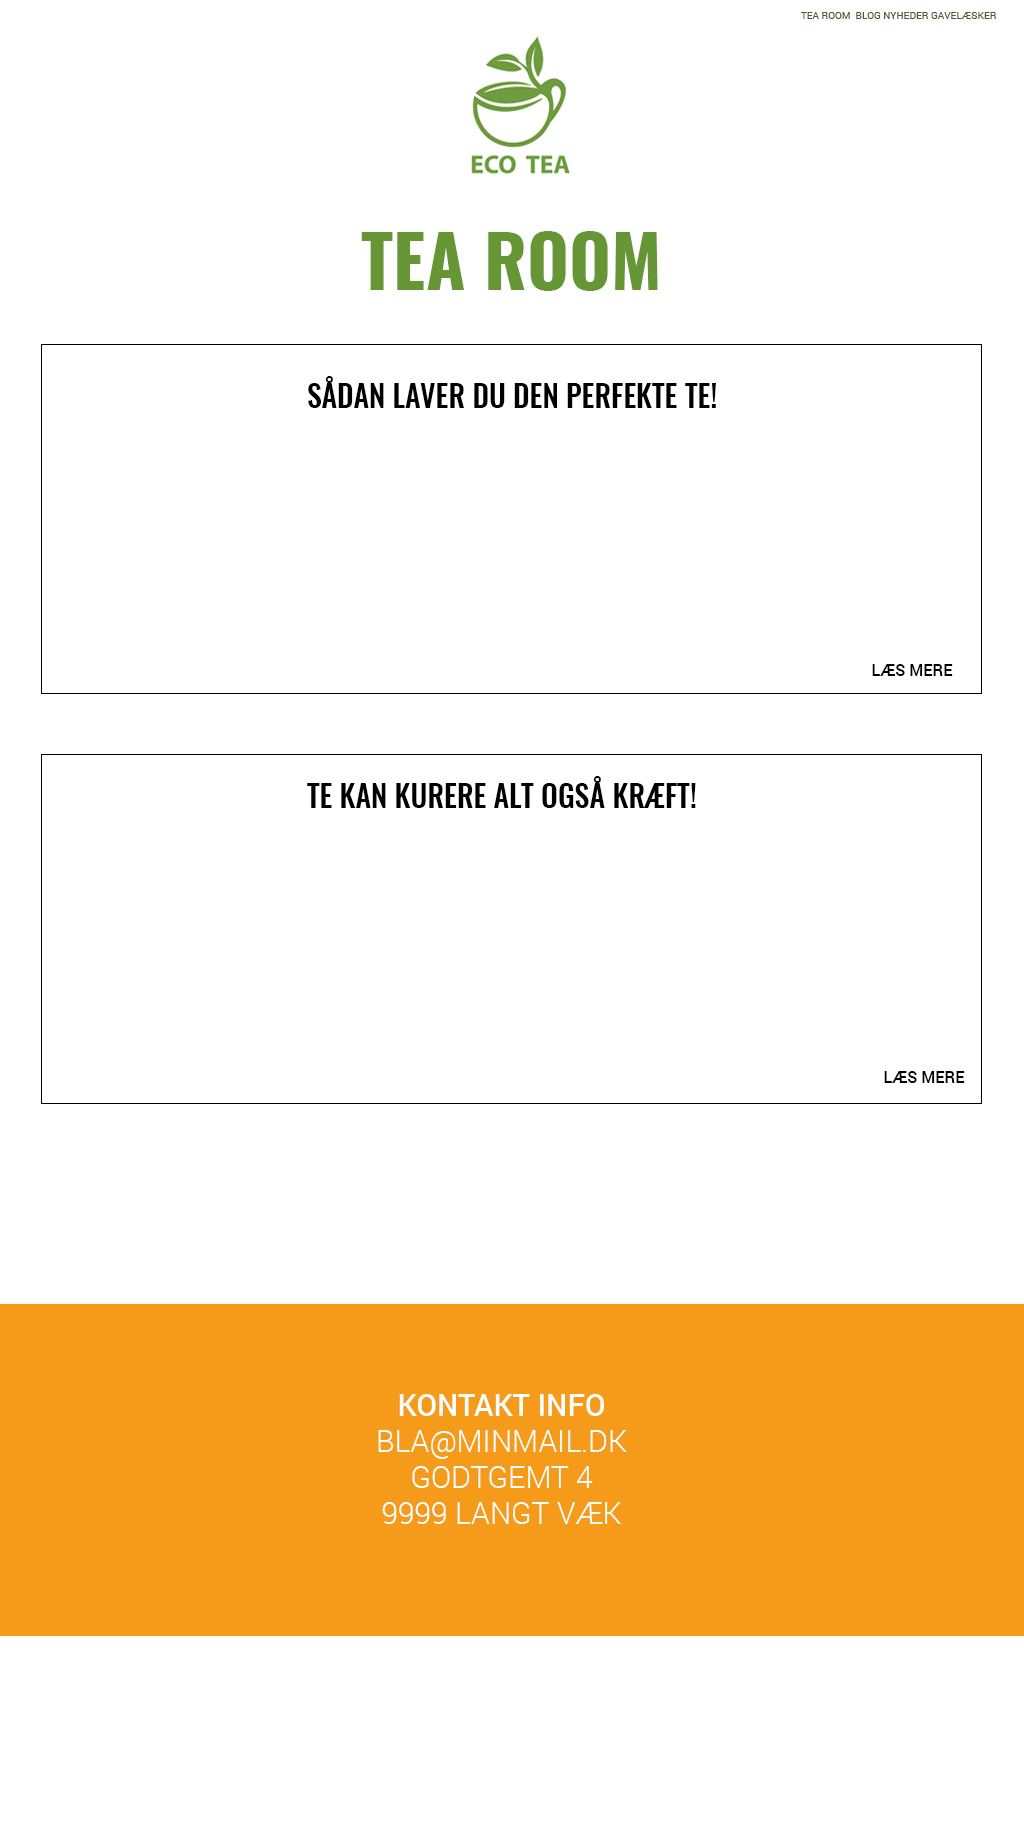 TEA ROOM  BLOG NYHEDER GAVELÆSKER
ECO TEA
TEA ROOM
SÅDAN LAVER DU DEN PERFEKTE TE!
LÆS MERE
TE KAN KURERE ALT OGSÅ KRÆFT!
LÆS MERE
KONTAKT INFO
BLA@MINMAIL.DK
GODTGEMT 4
9999 LANGT VÆK